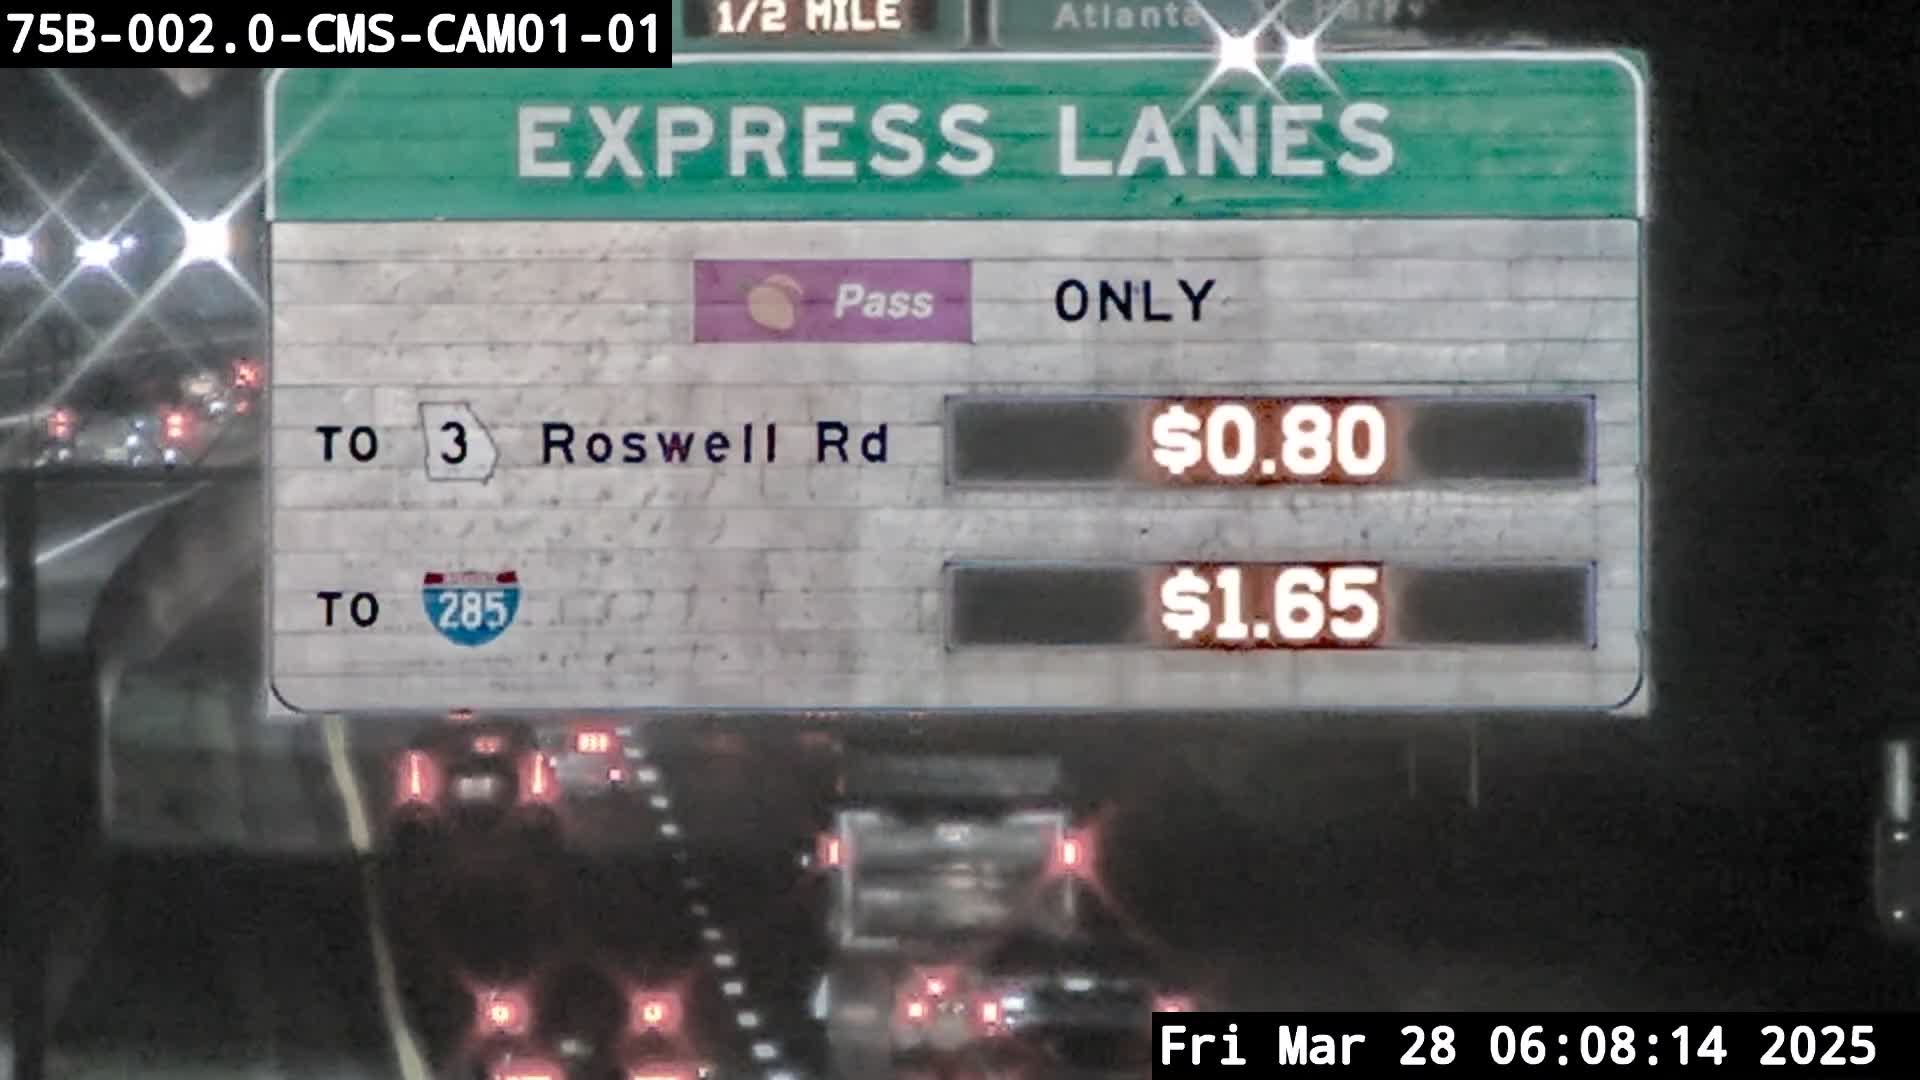 75B-002.0-CMS-CAM01-01
1/2 MILE
Atlanta
EXPRESS LANES
Pass ONLY
TO 3 Roswell Rd $0.80
TO 285 $1.65
Fri Mar 28 06:08:14 2025